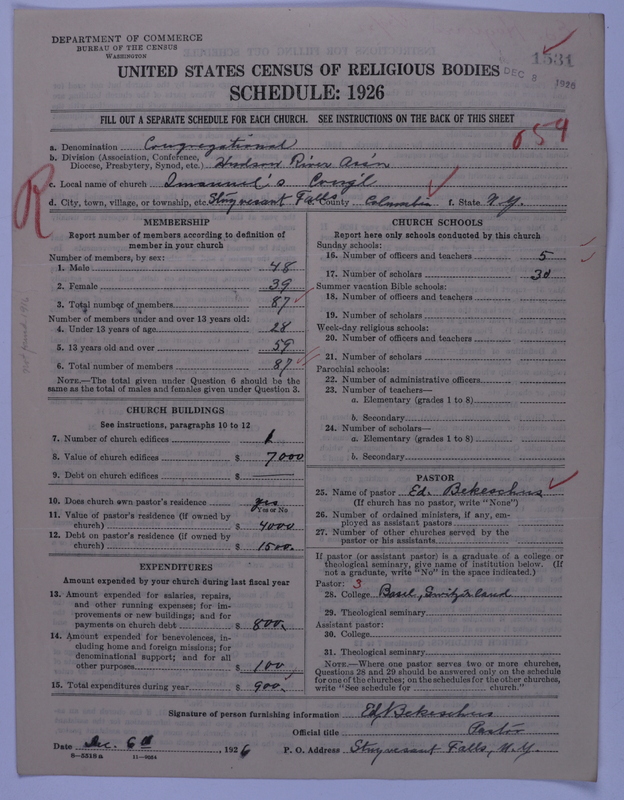 DEPARTMENT OF COMMERCE
BUREAU OF THE CENSUS
WASHINGTON
1531
DEC 8 1926
UNITED STATES CENSUS OF RELIGIOUS BODIES
SCHEDULE: 1926
FILL OUT A SEPARATE SCHEDULE FOR EACH CHURCH. SEE INSTRUCTIONS ON THE BACK OF THIS SHEET
654
a. Denomination Congregational
b. Division (Association, Conference, Diocese, Presbytery, Synod, etc.) Hudson River Ass'n
c. Local name of church Immanuel's Cong'l
d. City, town, village, or township, etc. Stuyvesant Falls County Columbia f. State N.Y.
R
MEMBERSHIP
Report number of members according to definition of
member in your church
Number of members, by sex:
1. Male 48
2. Female 39
3. Total number of members 87
Number of members under and over 13 years old:
4. Under 13 years of age 28
5. 13 years old and over 59
6. Total number of members 87
NOTE.—The total given under Question 6 should be
same as the total of males and females given under Question 3.
CHURCH BUILDINGS
See instructions, paragraphs 10 to 12
7. Number of church edifices 1
8. Value of church edifices $ 7000
9. Debt on church edifices $
10. Does church own pastor's residence yes
Yes or No
11. Value of pastor's residence (if owned by
church) $ 4000
12. Debt on pastor's residence (if owned by
church) $ 1500.
EXPENDITURES
Amount expended by your church during last fiscal year
13. Amount expended for salaries, repairs,
and other running expenses; for im-
provements or new buildings; and for
payments on church debt $ 800.
14. Amount expended for benevolences, in-
cluding home and foreign missions; for
denominational support; and for all
other purposes $ 100
15. Total expenditures during year $ 900.
CHURCH SCHOOLS
Report here only schools conducted by this church
Sunday schools:
16. Number of officers and teachers 5
17. Number of scholars 30
Summer vacation Bible schools:
18. Number of officers and teachers
19. Number of scholars
Week-day religious schools:
20. Number of officers and teachers
21. Number of scholars
Parochial schools:
22. Number of administrative officers
23. Number of teachers—
a. Elementary (grades 1 to 8)
b. Secondary
24. Number of scholars—
a. Elementary (grades 1 to 8)
b. Secondary
PASTOR
25. Name of pastor Ed. Bekeschus
(If church has no pastor, write "None")
26. Number of ordained ministers, if any, em-
ployed as assistant pastors
27. Number of other churches served by the
pastor or his assistants
If pastor (or assistant pastor) is a graduate of a college or
theological seminary, give name of institution below. (If
not a graduate, write "No" in the space indicated.)
Pastor: 3
28. College Basel, Switzerland
29. Theological seminary
Assistant pastor:
30. College
31. Theological seminary
NOTE.—Where one pastor serves two or more churches,
Questions 28 and 29 should be answered only on the schedule
for one of the churches; on the schedules for the other churches,
write "See schedule for church."
Signature of person furnishing information Ed. Bekeschus
Official title Pastor
Date Dec. 6th, 1926 P. O. Address Stuyvesant Falls, N.Y.
8—5318 a